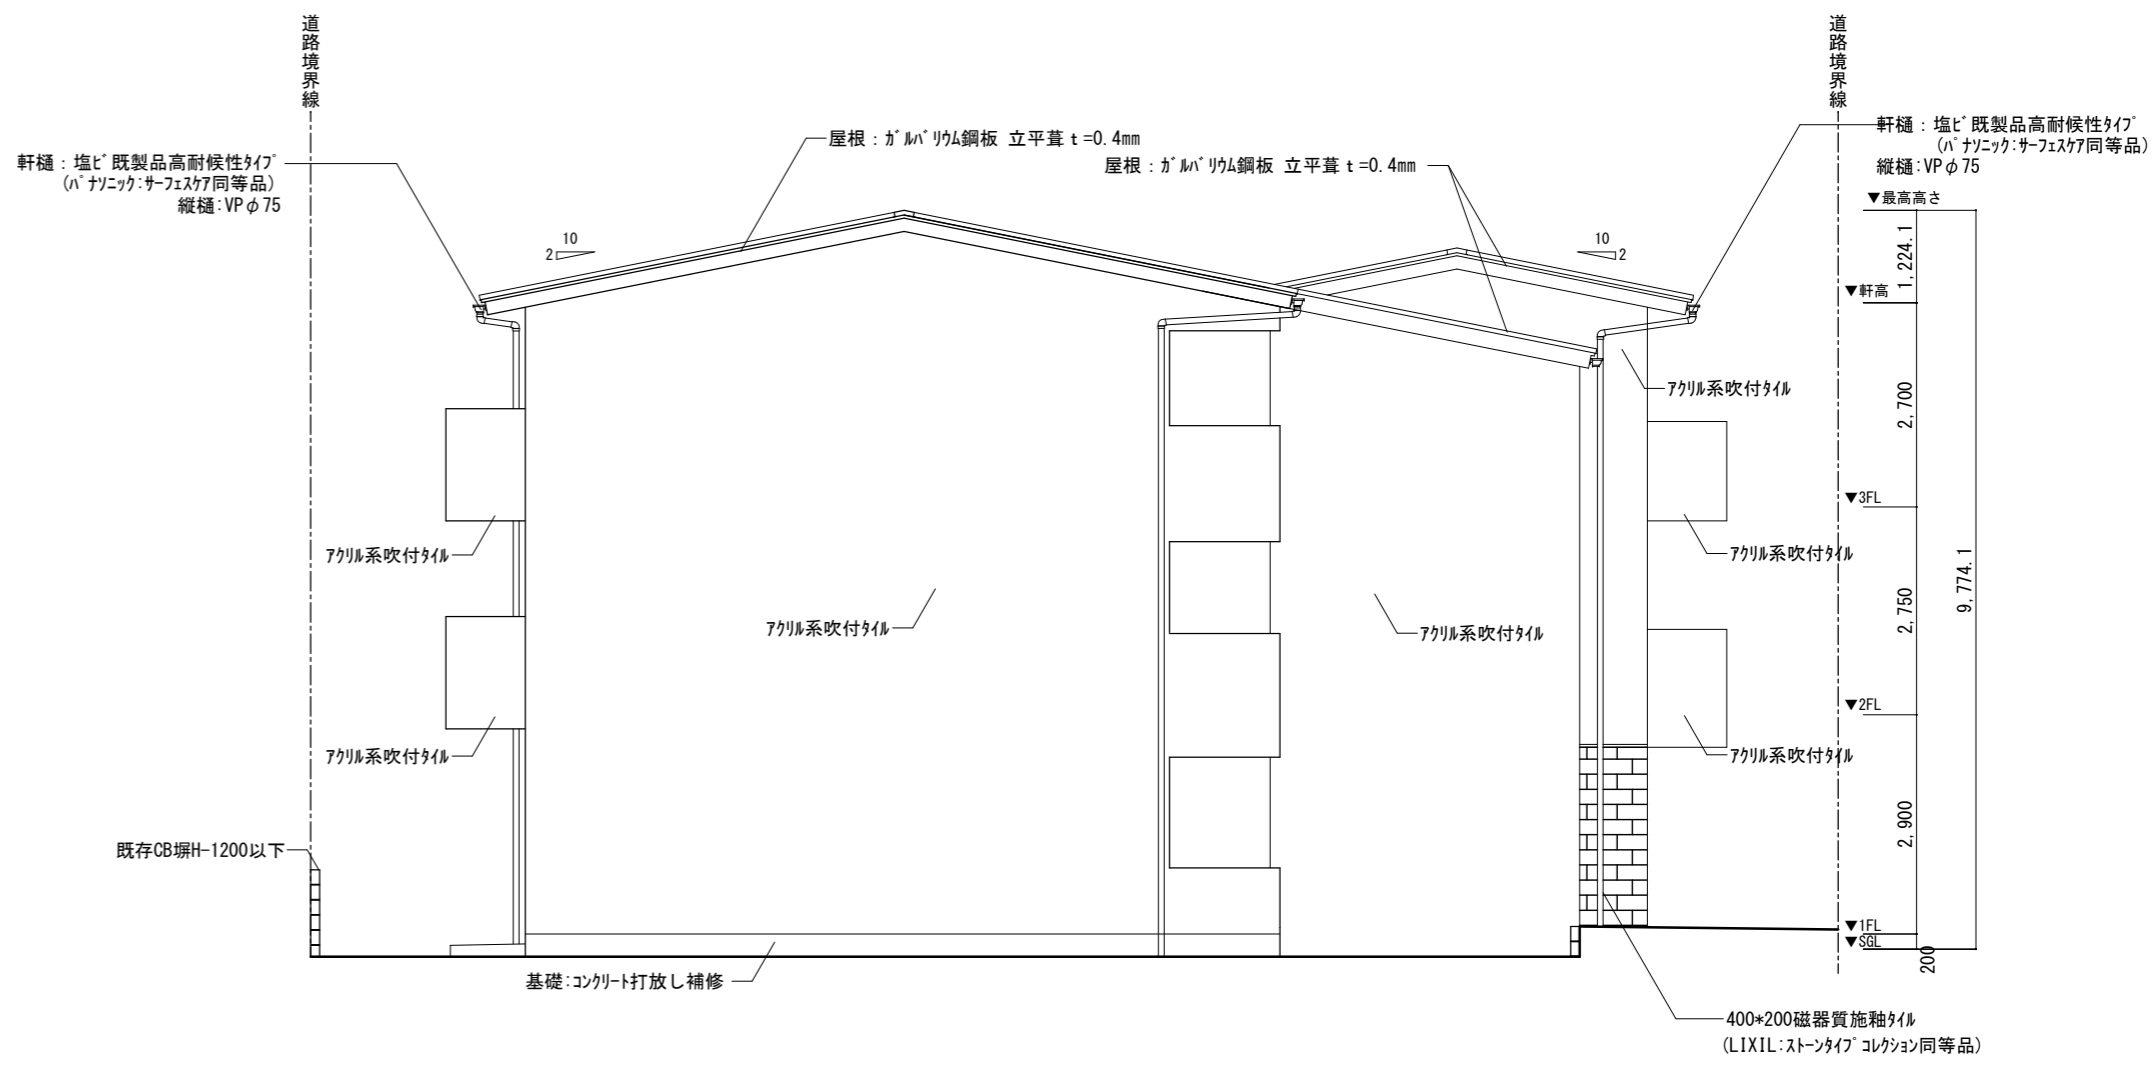 道路境界線
道路境界線
屋根：ｶﾞﾙﾊﾞﾘｳﾑ鋼板 立平葺 t=0.4mm
屋根：ｶﾞﾙﾊﾞﾘｳﾑ鋼板 立平葺 t=0.4mm
軒樋：塩ﾋﾞ既製品高耐候性ﾀｲﾌﾟ
(ﾊﾟﾅｿﾆｯｸ:ｻｰﾌｪｽｹｱ同等品)
縦樋:VPφ75
軒樋：塩ﾋﾞ既製品高耐候性ﾀｲﾌﾟ
(ﾊﾟﾅｿﾆｯｸ:ｻｰﾌｪｽｹｱ同等品)
縦樋:VPφ75
▼最高高さ
10
2
10
2
1,224.1
▼軒高
ｱｸﾘﾙ系吹付ﾀｲﾙ
2,700
▼3FL
ｱｸﾘﾙ系吹付ﾀｲﾙ
ｱｸﾘﾙ系吹付ﾀｲﾙ
9,774.1
2,750
ｱｸﾘﾙ系吹付ﾀｲﾙ
ｱｸﾘﾙ系吹付ﾀｲﾙ
▼2FL
ｱｸﾘﾙ系吹付ﾀｲﾙ
ｱｸﾘﾙ系吹付ﾀｲﾙ
2,900
既存CB塀H-1200以下
▼1FL
▼SGL
200
基礎:ｺﾝｸﾘｰﾄ打放し補修
400*200磁器質施釉ﾀｲﾙ
(LIXIL:ｽﾄｰﾝﾀｲﾌﾟｺﾚｸｼｮﾝ同等品)